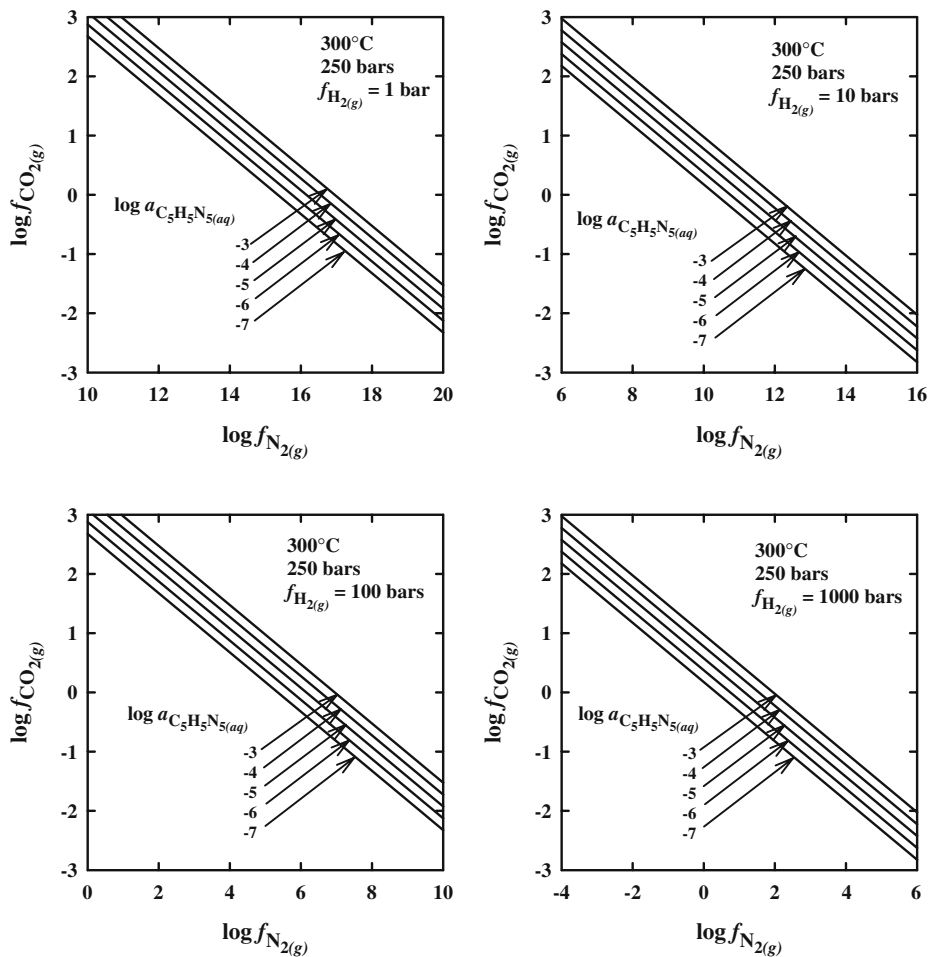 300°C
250 bars
fH2(g) = 1 bar
log fCO2(g)
3
2
1
0
-1
-2
-3
log aC5H5N5(aq)
-3
-4
-5
-6
-7
10 12 14 16 18 20
log fN2(g)
300°C
250 bars
fH2(g) = 10 bars
log fCO2(g)
3
2
1
0
-1
-2
-3
log aC5H5N5(aq)
-3
-4
-5
-6
-7
6 8 10 12 14 16
log fN2(g)
300°C
250 bars
fH2(g) = 100 bars
log fCO2(g)
3
2
1
0
-1
-2
-3
log aC5H5N5(aq)
-3
-4
-5
-6
-7
0 2 4 6 8 10
log fN2(g)
300°C
250 bars
fH2(g) = 1000 bars
log fCO2(g)
3
2
1
0
-1
-2
-3
log aC5H5N5(aq)
-3
-4
-5
-6
-7
-4 -2 0 2 4 6
log fN2(g)